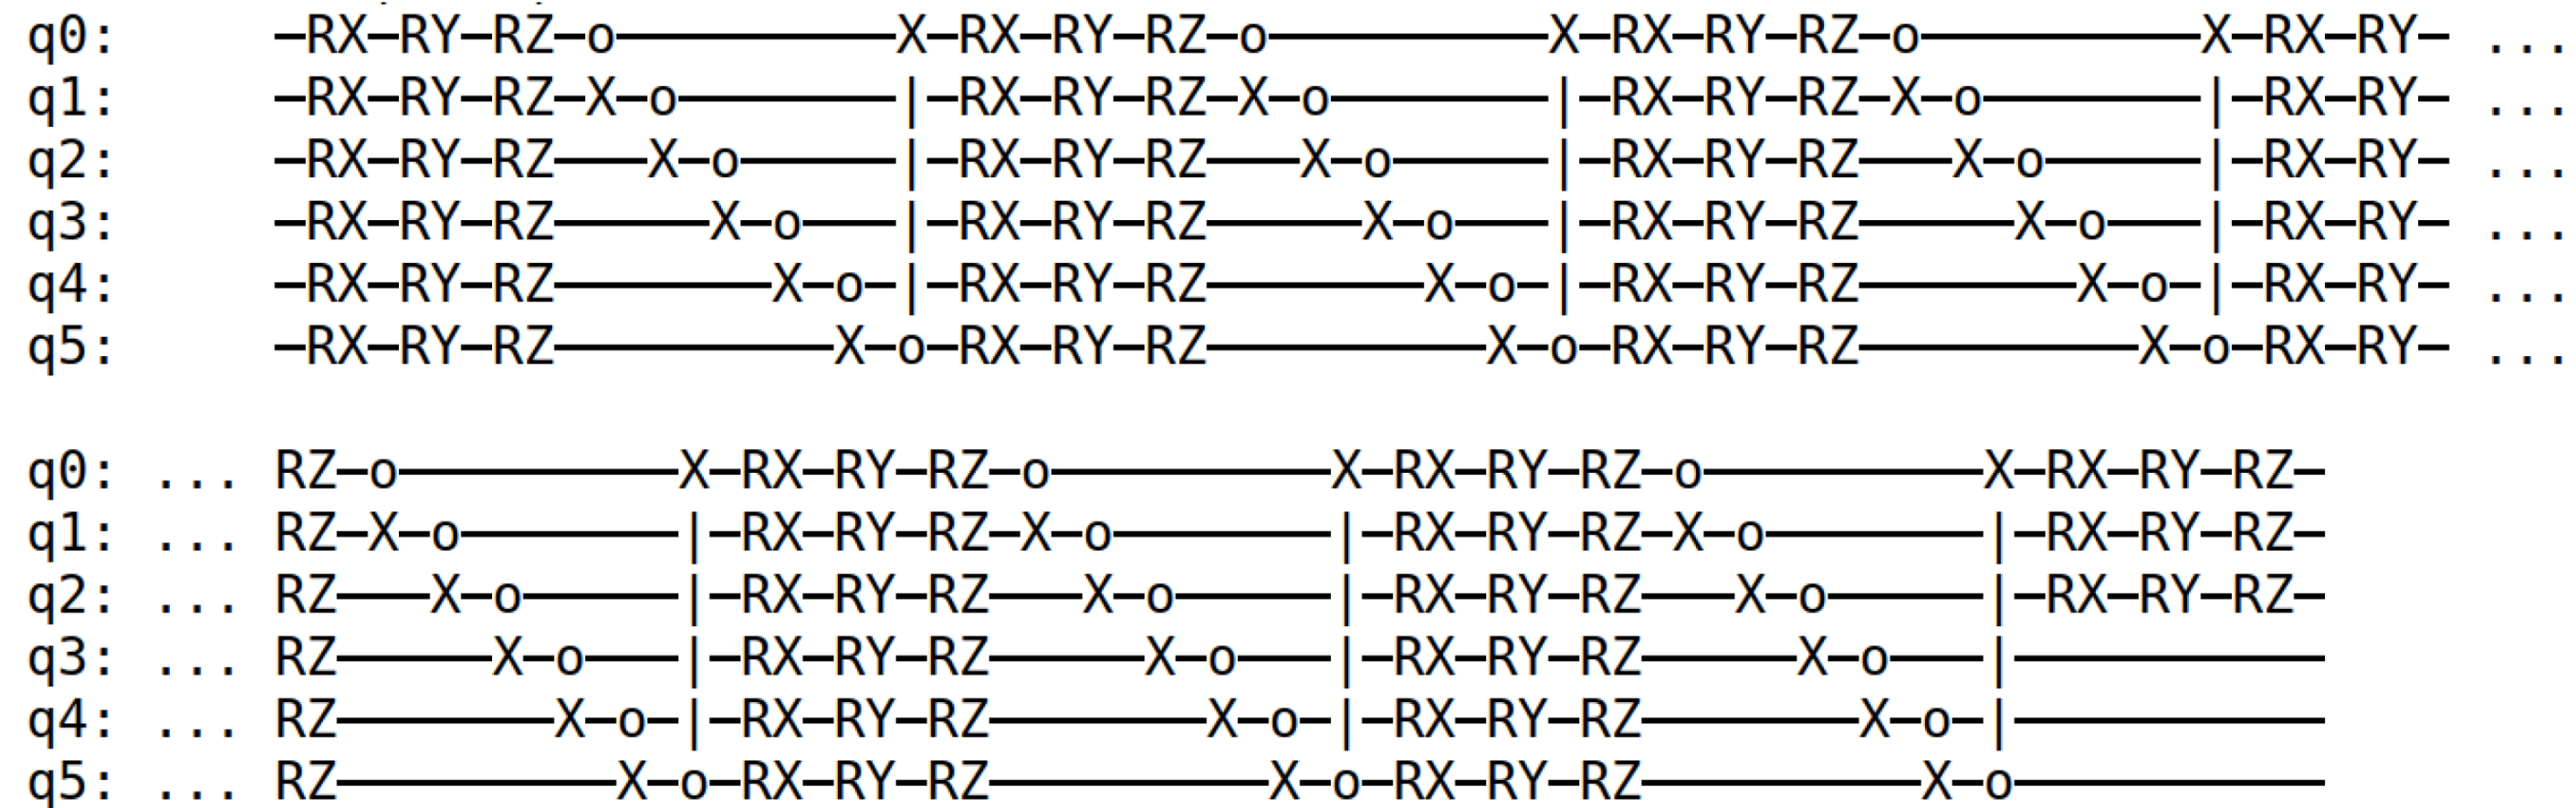 q0: —RX—RY—RZ—o—————————X—RX—RY—RZ—o—————————X—RX—RY—RZ—o—————————X—RX—RY— ...
q1: —RX—RY—RZ—X—o———————|—RX—RY—RZ—X—o———————|—RX—RY—RZ—X—o———————|—RX—RY— ...
q2: —RX—RY—RZ———X—o—————|—RX—RY—RZ———X—o—————|—RX—RY—RZ———X—o—————|—RX—RY— ...
q3: —RX—RY—RZ—————X—o———|—RX—RY—RZ—————X—o———|—RX—RY—RZ—————X—o———|—RX—RY— ...
q4: —RX—RY—RZ———————X—o—|—RX—RY—RZ———————X—o—|—RX—RY—RZ———————X—o—|—RX—RY— ...
q5: —RX—RY—RZ—————————X—o—RX—RY—RZ—————————X—o—RX—RY—RZ—————————X—o—RX—RY— ...
q0: ... RZ—o—————————X—RX—RY—RZ—o—————————X—RX—RY—RZ—o—————————X—RX—RY—RZ—
q1: ... RZ—X—o———————|—RX—RY—RZ—X—o———————|—RX—RY—RZ—X—o———————|—RX—RY—RZ—
q2: ... RZ———X—o—————|—RX—RY—RZ———X—o—————|—RX—RY—RZ———X—o—————|—RX—RY—RZ—
q3: ... RZ—————X—o———|—RX—RY—RZ—————X—o———|—RX—RY—RZ—————X—o———|——————————
q4: ... RZ———————X—o—|—RX—RY—RZ———————X—o—|—RX—RY—RZ———————X—o—|——————————
q5: ... RZ—————————X—o—RX—RY—RZ—————————X—o—RX—RY—RZ—————————X—o——————————